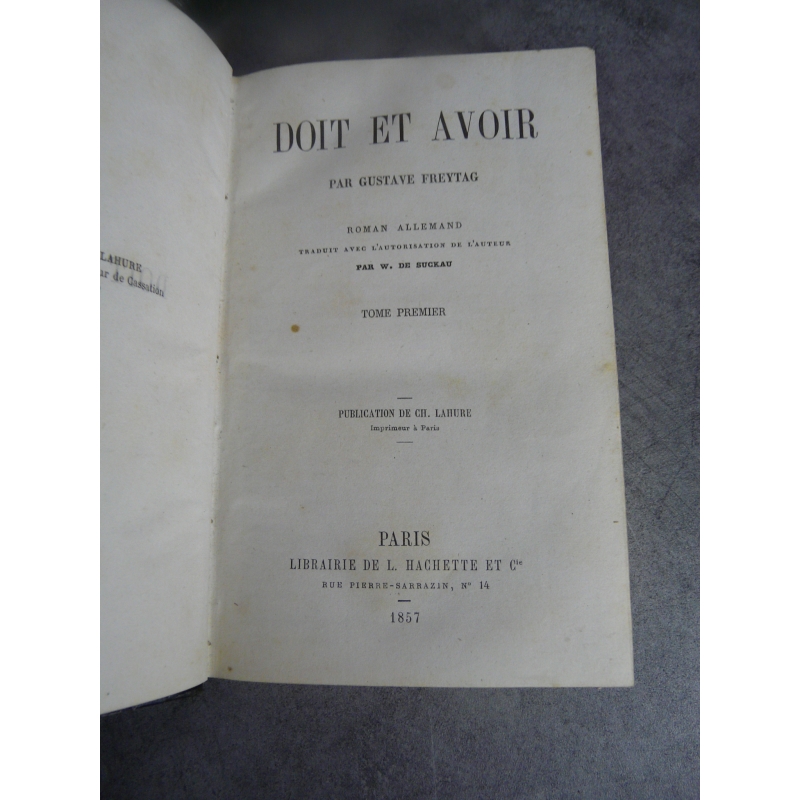 LAHURE
de Cassation
DOIT ET AVOIR
PAR GUSTAVE FREYTAG
ROMAN ALLEMAND
TRADUIT AVEC L'AUTORISATION DE L'AUTEUR
PAR W. DE SUCKAU
TOME PREMIER
PUBLICATION DE CH. LAHURE
Imprimeur à Paris
PARIS
LIBRAIRIE DE L. HACHETTE ET Cie
RUE PIERRE-SARRAZIN, N° 14
1857